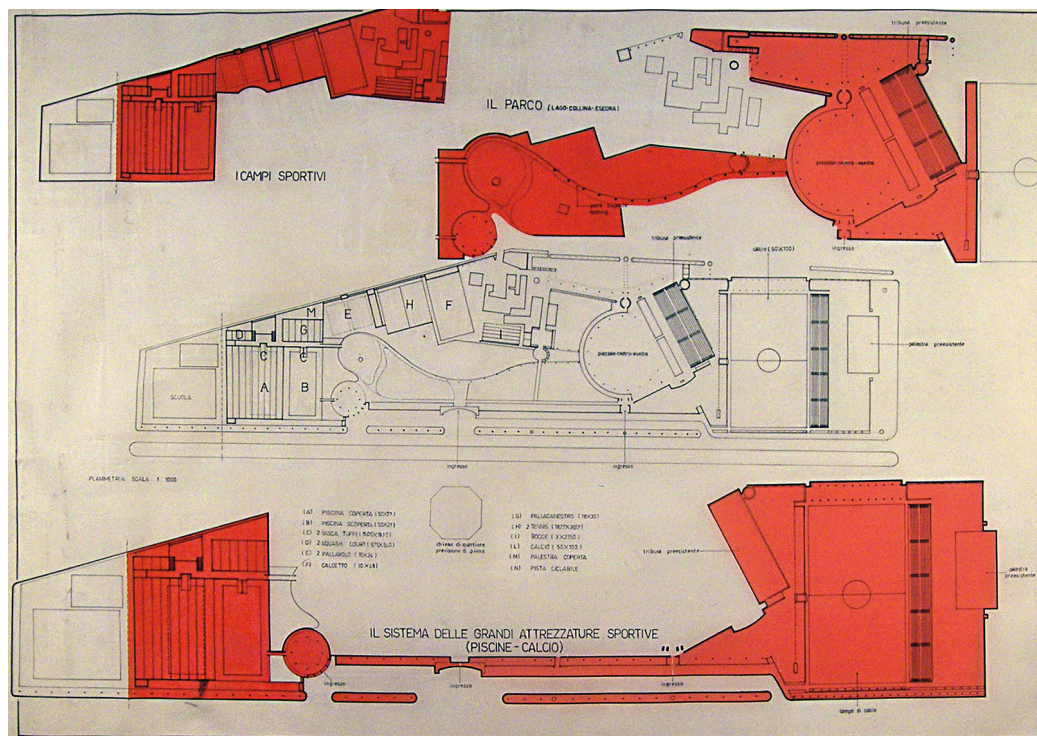 tribuna preesistente
IL PARCO (LAGO-COLLINA-ESEDRA)
piazzale-teatro-esedra
I CAMPI SPORTIVI
ingresso
tribuna preesistente
calcio (60X100)
M
E
H
F
D
G
C
C
A
B
piazzale-teatro-esedra
palestra preesistente
SCUOLA
ingresso
ingresso
PLANIMETRIA SCALA 1:1000
chiesa di quartiere
previsione di piano
(A) PISCINA COPERTA (50X21)
(B) PISCINA SCOPERTA (50X21)
(C) 2 VASCA TUFFI
(D) 2 SQUASH COURT
(E) 2 PALLAVOLO
(F) CALCETTO
(G) PALLACANESTRO (18X30)
(H) 2 TENNIS
(I) BOCCE
(L) CALCIO (60X100)
(M) PALESTRA COPERTA
(N) PISTA CICLABILE
tribuna preesistente
palestra
preesistente
IL SISTEMA DELLE GRANDI ATTREZZATURE SPORTIVE
(PISCINE-CALCIO)
ingresso
ingresso
ingresso
campo di calcio